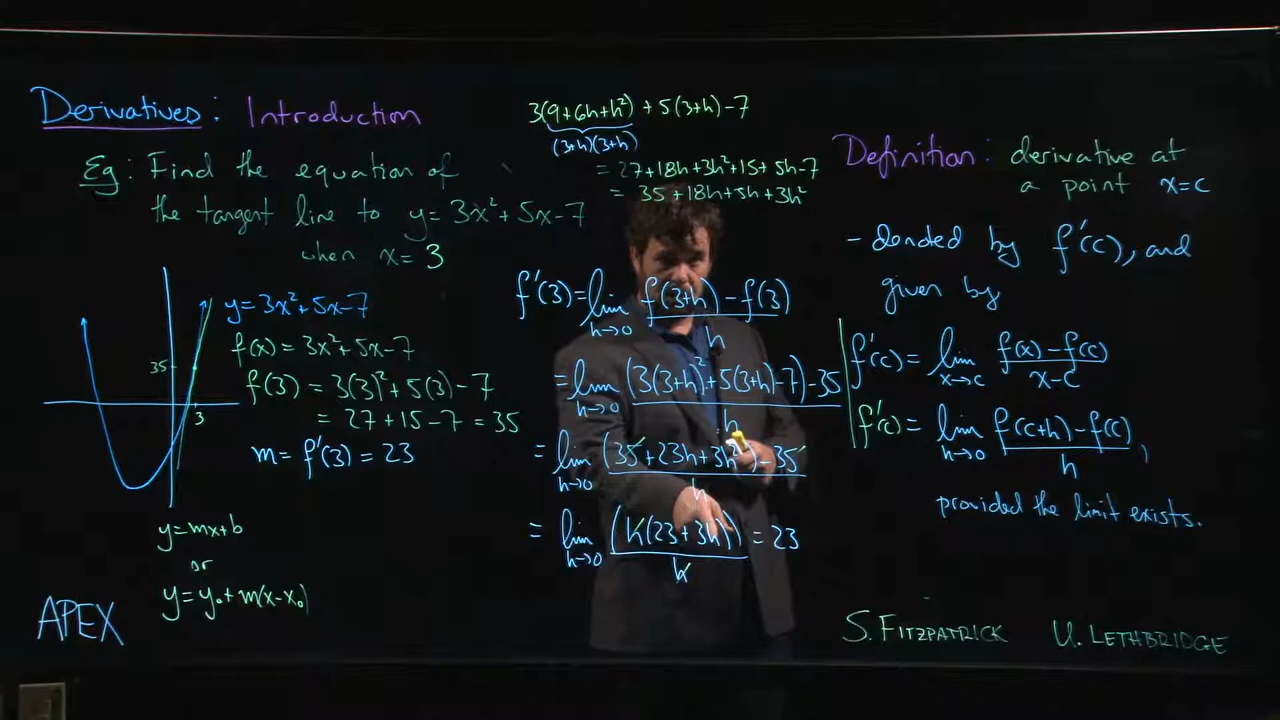 Derivatives: Introduction
Eg: Find the equation of
the tangent line to y=3x²+5x-7
when x=3
y=3x²+5x-7
f(x)=3x²+5x-7
35
3
f(3)=3(3)²+5(3)-7
=27+15-7=35
m=f'(3)=23
y=mx+b
or
y=y₀+m(x-x₀)
APEX
3(9+6h+h²)+5(3+h)-7
(3+h)(3+h)
=27+18h+3h²+15+5h-7
=35+18h+5h+3h²
f'(3)=lim h→0 f(3+h)-f(3) / h
=lim h→0 (3(3+h)²+5(3+h)-7)-35 / h
=lim h→0 (35+23h+3h²)-35 / h
=lim h→0 (h(23+3h)) / h =23
Definition: derivative at
a point x=c
- denoted by f'(c), and
given by
f'(c)=lim x→c f(x)-f(c) / x-c
f'(c)=lim h→0 f(c+h)-f(c) / h,
provided the limit exists.
S. FITZPATRICK U. LETHBRIDGE